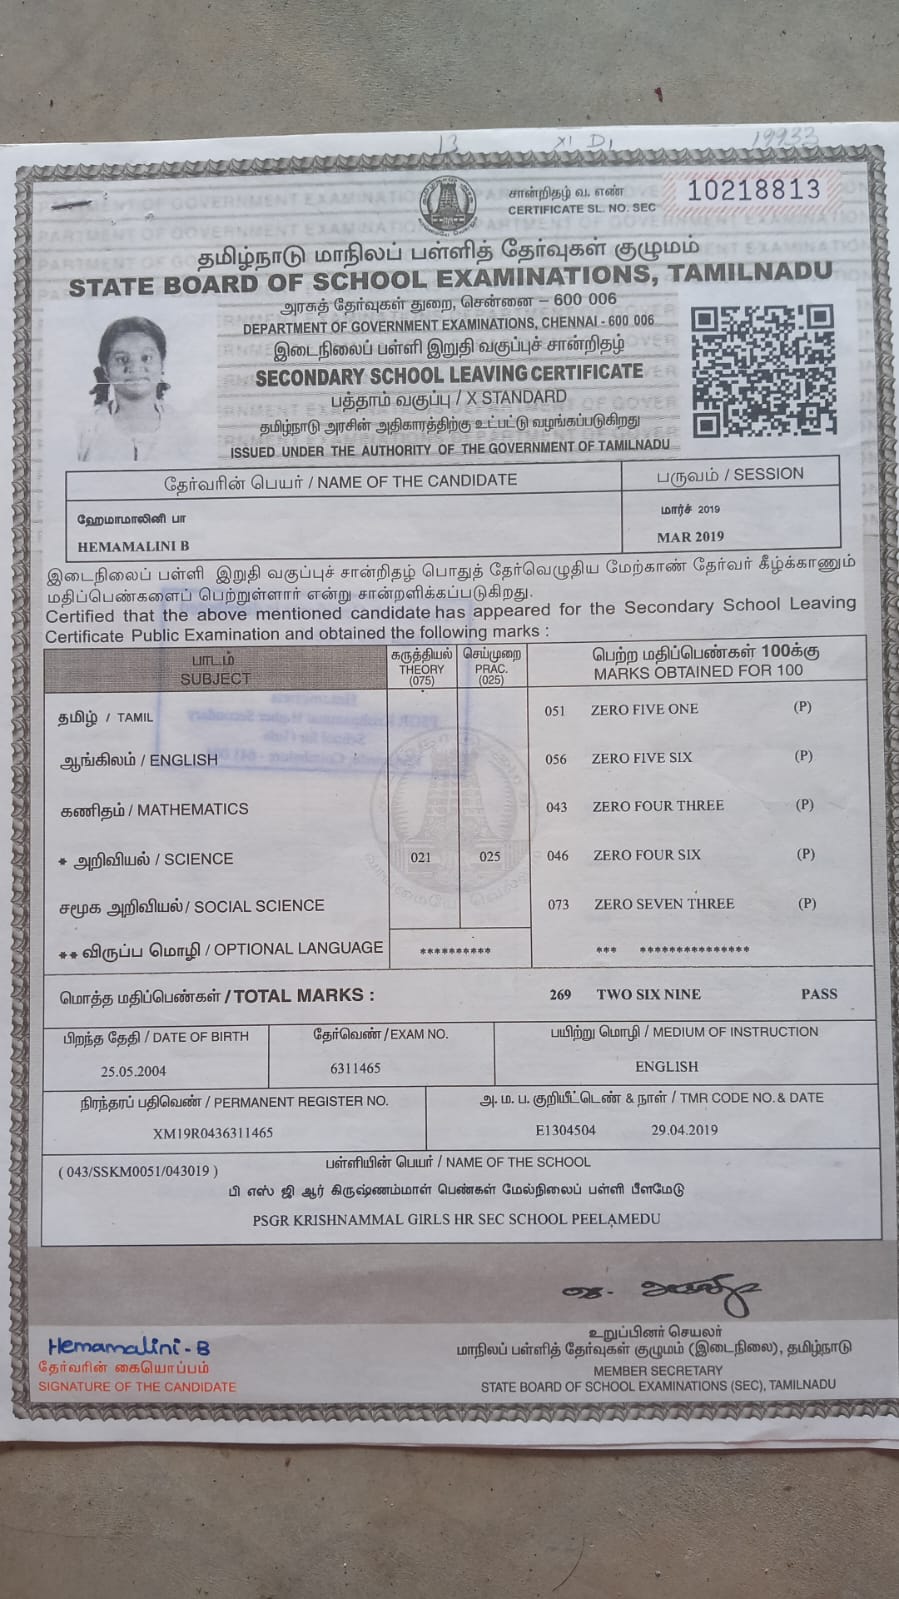 13 XI D1 19933
சான்றிதழ் வ. எண்
CERTIFICATE SL. NO. SEC 10218813
தமிழ்நாடு மாநிலப் பள்ளித் தேர்வுகள் குழுமம்
STATE BOARD OF SCHOOL EXAMINATIONS, TAMILNADU
அரசுத் தேர்வுகள் துறை, சென்னை – 600 006
DEPARTMENT OF GOVERNMENT EXAMINATIONS, CHENNAI - 600 006
இடைநிலைப் பள்ளி இறுதி வகுப்புச் சான்றிதழ்
SECONDARY SCHOOL LEAVING CERTIFICATE
பத்தாம் வகுப்பு / X STANDARD
தமிழ்நாடு அரசின் அதிகாரத்திற்கு உட்பட்டு வழங்கப்படுகிறது
ISSUED UNDER THE AUTHORITY OF THE GOVERNMENT OF TAMILNADU
தேர்வரின் பெயர் / NAME OF THE CANDIDATE பருவம் / SESSION
ஹேமாமாலினி பா மார்ச் 2019
HEMAMALINI B MAR 2019
இடைநிலைப் பள்ளி இறுதி வகுப்புச் சான்றிதழ் பொதுத் தேர்வெழுதிய மேற்காண் தேர்வர் கீழ்க்காணும்
மதிப்பெண்களைப் பெற்றுள்ளார் என்று சான்றளிக்கப்படுகிறது.
Certified that the above mentioned candidate has appeared for the Secondary School Leaving
Certificate Public Examination and obtained the following marks :
பாடம் கருத்தியல் செய்முறை பெற்ற மதிப்பெண்கள் 100க்கு
SUBJECT THEORY PRAC. MARKS OBTAINED FOR 100
(075) (025)
தமிழ் / TAMIL 051 ZERO FIVE ONE (P)
ஆங்கிலம் / ENGLISH 056 ZERO FIVE SIX (P)
கணிதம் / MATHEMATICS 043 ZERO FOUR THREE (P)
* அறிவியல் / SCIENCE 021 025 046 ZERO FOUR SIX (P)
சமூக அறிவியல் / SOCIAL SCIENCE 073 ZERO SEVEN THREE (P)
** விருப்ப மொழி / OPTIONAL LANGUAGE ********** *** ***************
மொத்த மதிப்பெண்கள் / TOTAL MARKS : 269 TWO SIX NINE PASS
பிறந்த தேதி / DATE OF BIRTH தேர்வெண் / EXAM NO. பயிற்று மொழி / MEDIUM OF INSTRUCTION
25.05.2004 6311465 ENGLISH
நிரந்தரப் பதிவெண் / PERMANENT REGISTER NO. அ. ம. ப. குறியீட்டெண் & நாள் / TMR CODE NO. & DATE
XM19R0436311465 E1304504 29.04.2019
( 043/SSKM0051/043019 ) பள்ளியின் பெயர் / NAME OF THE SCHOOL
பி எஸ் ஜி ஆர் கிருஷ்ணம்மாள் பெண்கள் மேல்நிலைப் பள்ளி பீளமேடு
PSGR KRISHNAMMAL GIRLS HR SEC SCHOOL PEELAMEDU
Hemamalini - B
தேர்வரின் கையொப்பம்
SIGNATURE OF THE CANDIDATE
உறுப்பினர் செயலர்
மாநிலப் பள்ளித் தேர்வுகள் குழுமம் (இடைநிலை), தமிழ்நாடு
MEMBER SECRETARY
STATE BOARD OF SCHOOL EXAMINATIONS (SEC), TAMILNADU